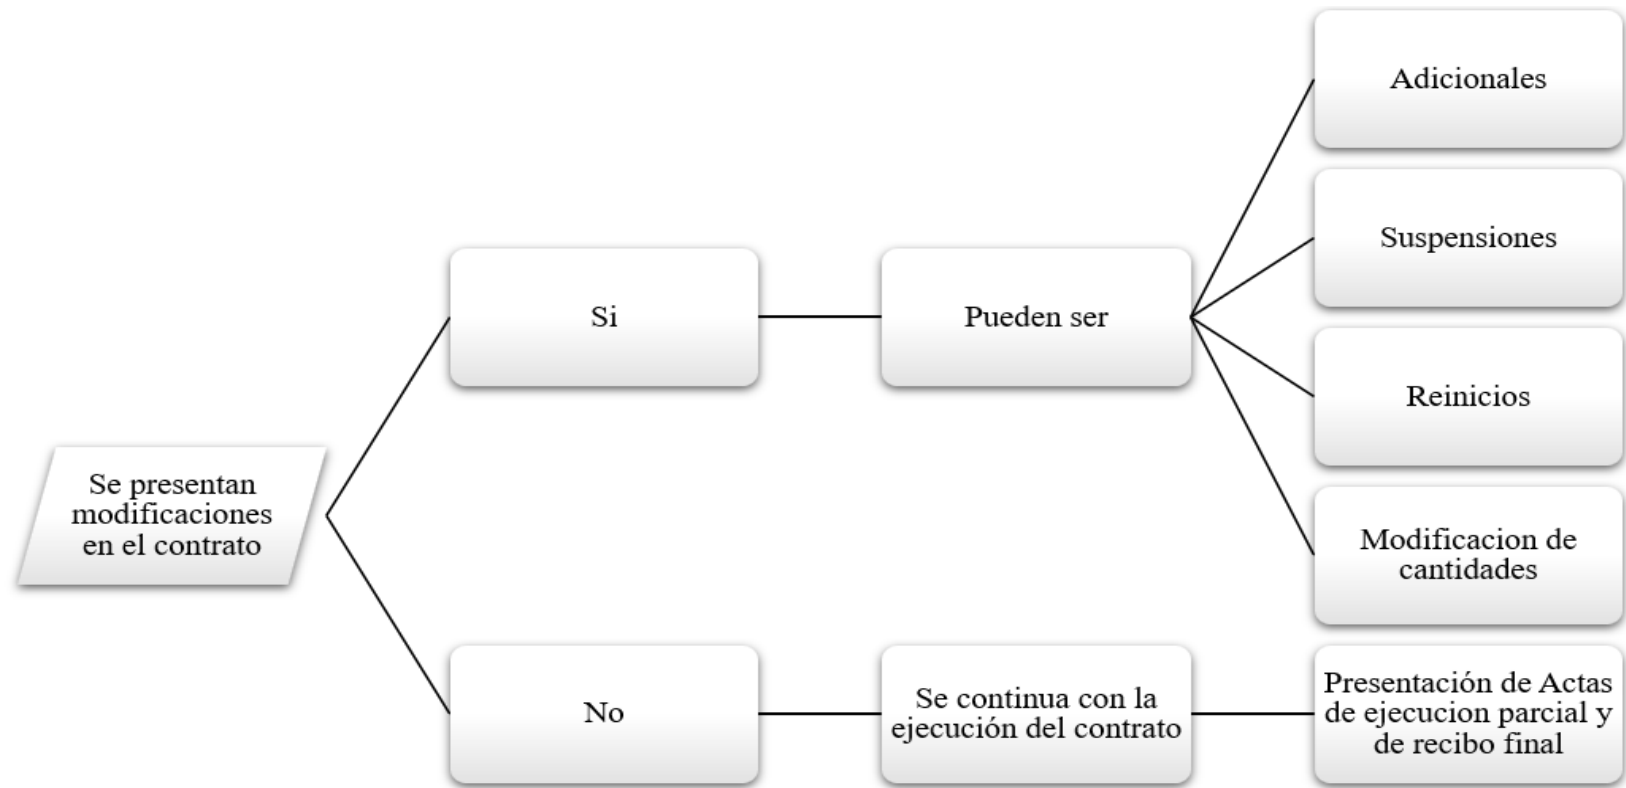 Se presentan
modificaciones
en el contrato
Si
Pueden ser
Adicionales
Suspensiones
Reinicios
Modificacion de
cantidades
No
Se continua con la
ejecución del contrato
Presentación de Actas
de ejecucion parcial y
de recibo final